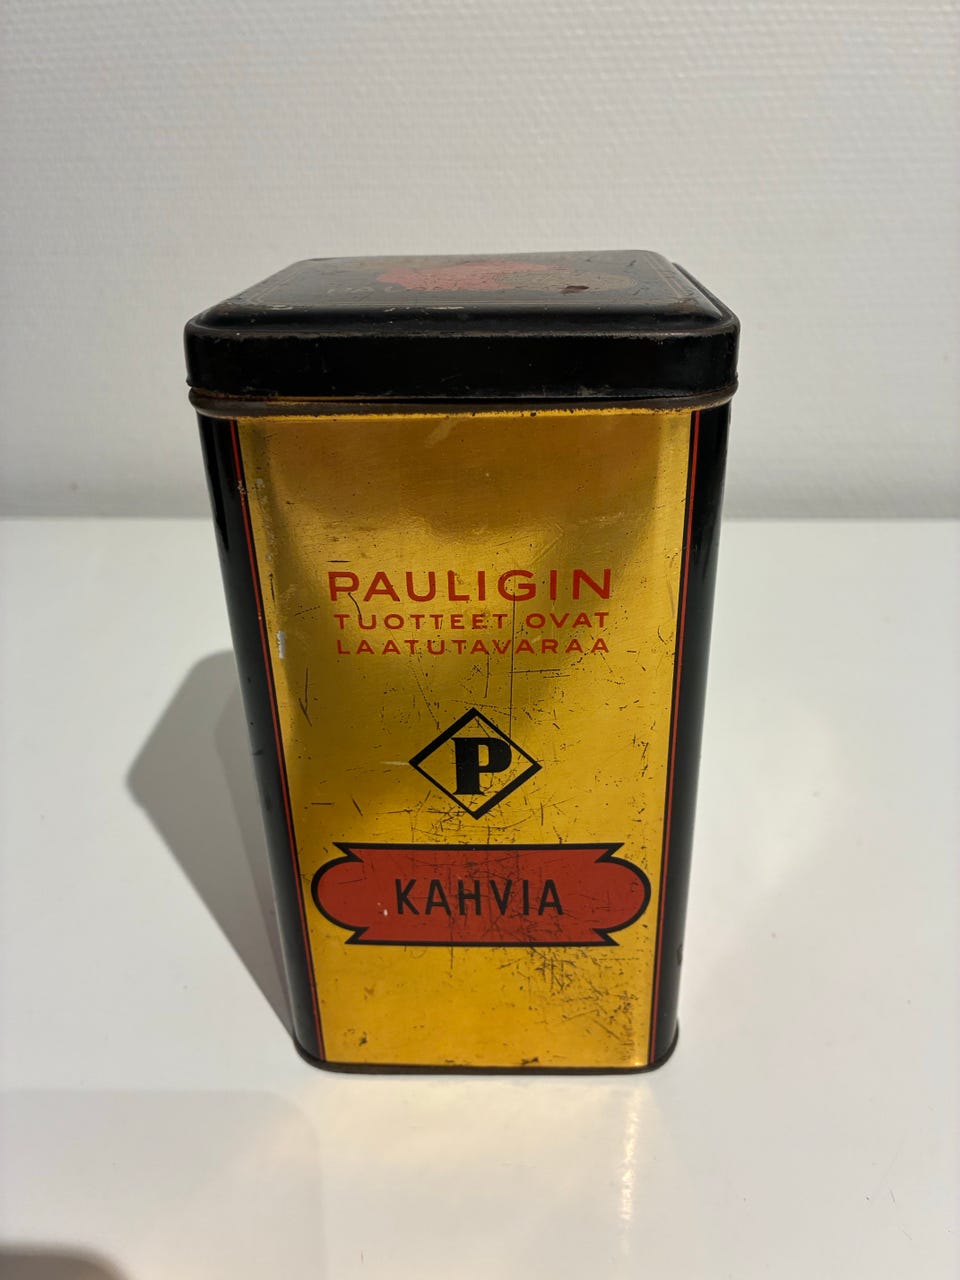 PAULIGIN
TUOTTEET OVAT
LAATUTAVARAA
P
KAHVIA